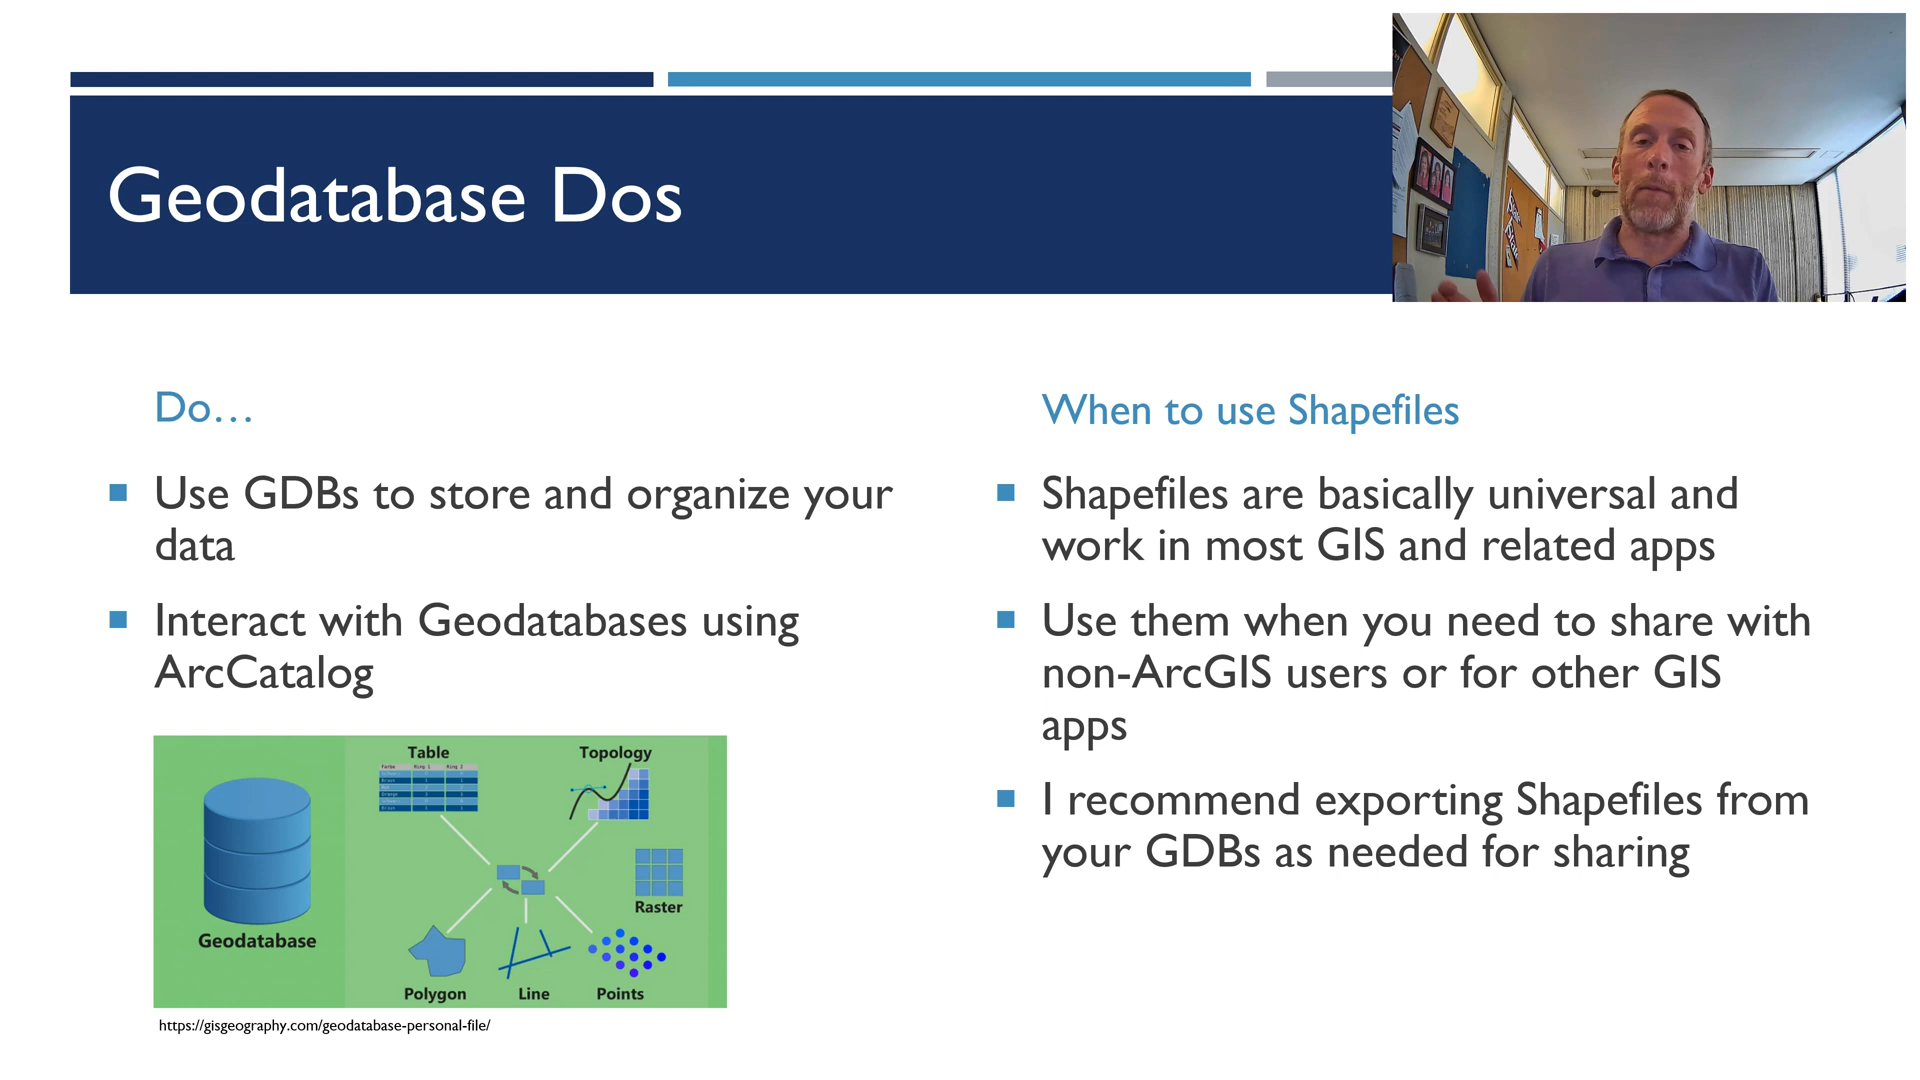 Geodatabase Dos
Do…
Use GDBs to store and organize your
data
Interact with Geodatabases using
ArcCatalog
Table
Topology
Raster
Geodatabase
Polygon
Line
Points
https://gisgeography.com/geodatabase-personal-file/
When to use Shapefiles
Shapefiles are basically universal and
work in most GIS and related apps
Use them when you need to share with
non-ArcGIS users or for other GIS
apps
I recommend exporting Shapefiles from
your GDBs as needed for sharing